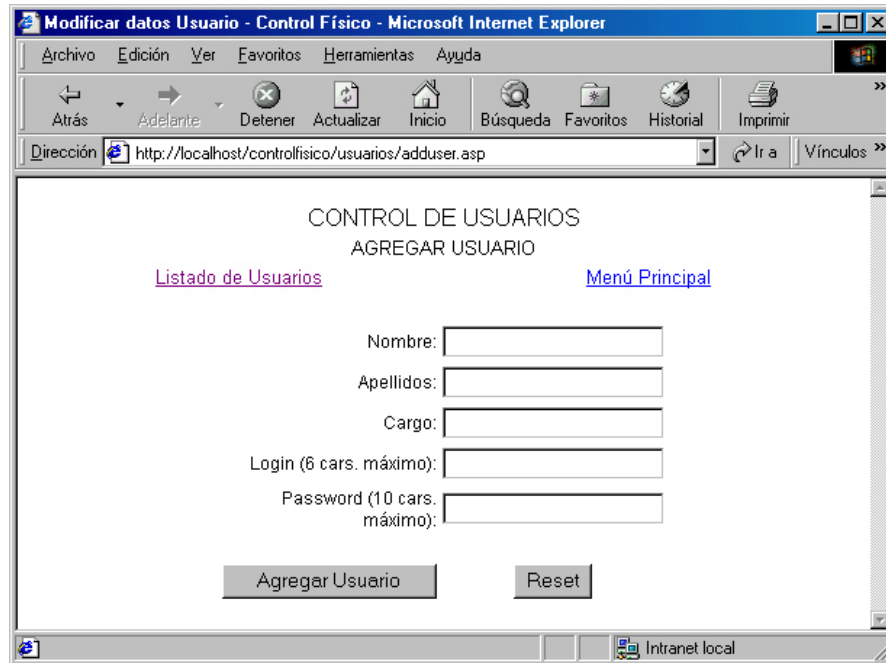 Modificar datos Usuario - Control Físico - Microsoft Internet Explorer
Archivo Edición Ver Favoritos Herramientas Ayuda
Atrás Adelante Detener Actualizar Inicio Búsqueda Favoritos Historial Imprimir »
Dirección http://localhost/controlfisico/usuarios/adduser.asp Ir a Vínculos »
CONTROL DE USUARIOS
AGREGAR USUARIO
Listado de Usuarios Menú Principal
Nombre:
Apellidos:
Cargo:
Login (6 cars. máximo):
Password (10 cars.
máximo):
Agregar Usuario Reset
Intranet local